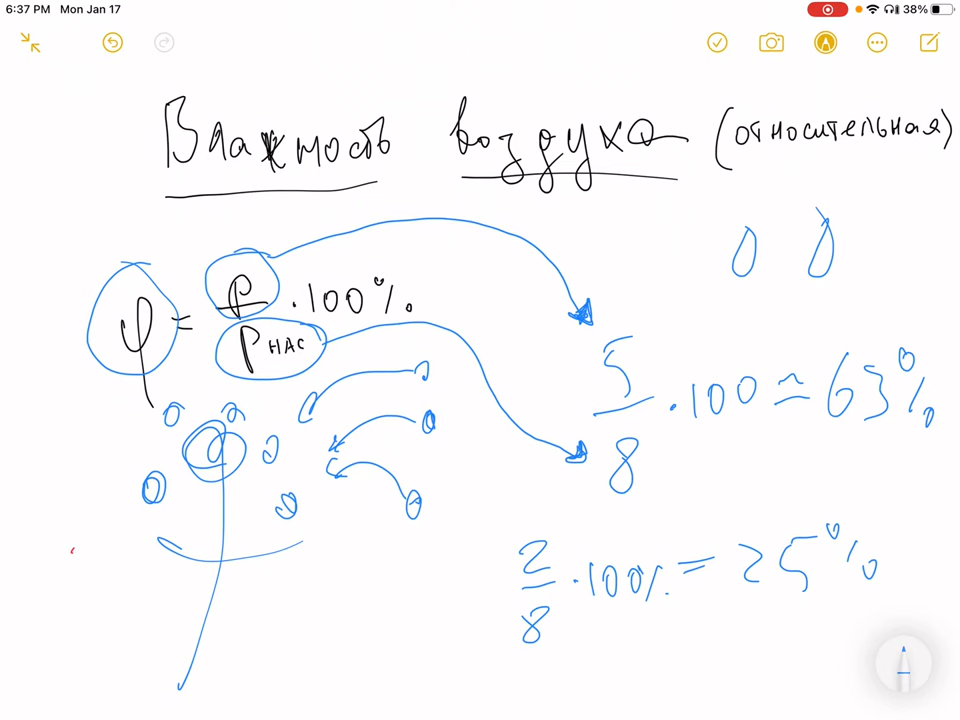 6:37 PM Mon Jan 17
38%
Влажность воздуха (относительная)
φ = p / p нас · 100%.
5 / 8 · 100 ≈ 63%
2 / 8 · 100% = 25%